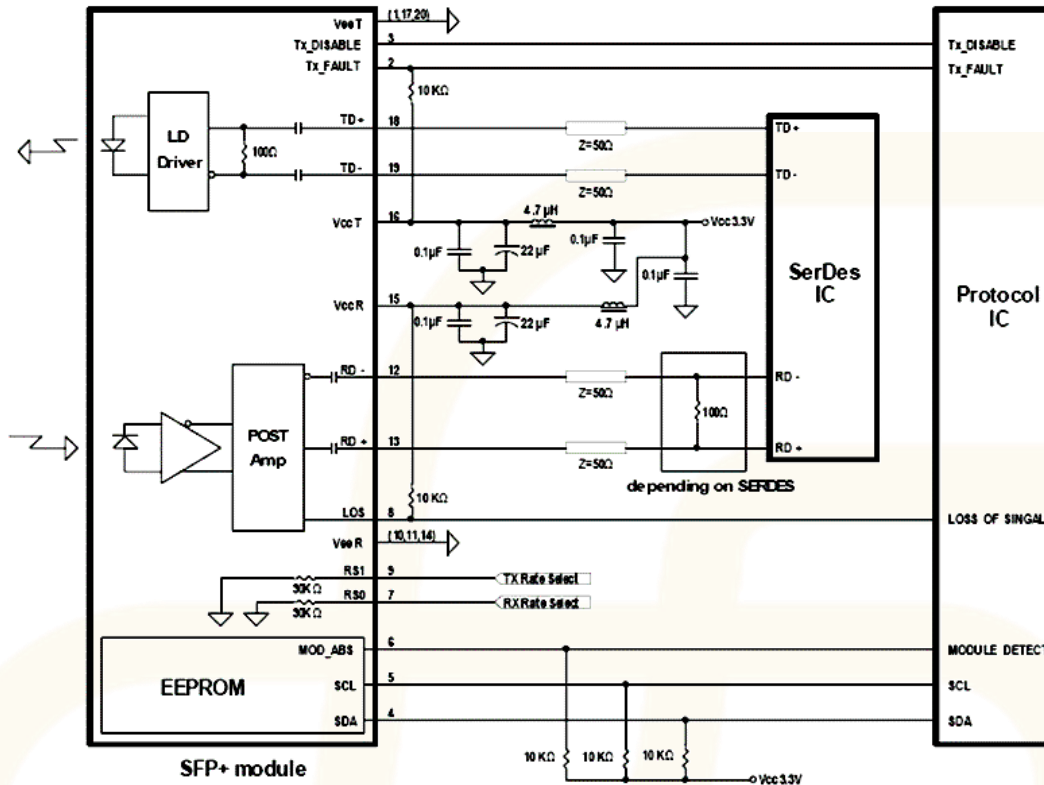 VeeT
(1,17,20)
Tx_DISABLE
3
Tx_DISABLE
Tx_FAULT
2
Tx_FAULT
10 KΩ
LD
Driver
100Ω
TD+
18
Z=50Ω
TD+
TD-
19
Z=50Ω
TD-
VccT
16
4.7 μH
Vcc3.3V
0.1μF
22 μF
0.1μF
0.1μF
SerDes
IC
Protocol
IC
VccR
15
0.1μF
22 μF
4.7 μH
RD -
12
Z=50Ω
RD -
100Ω
POST
Amp
RD +
13
Z=50Ω
RD +
depending on SERDES
10 KΩ
LOS
8
LOSS OF SINGAL
VeeR
(10,11,14)
RS1
9
TX Rate Select
30KΩ
RS0
7
RX Rate Select
30KΩ
MOD_ABS
6
MODULE DETECT
EEPROM
SCL
5
SCL
SDA
4
SDA
10 KΩ
10 KΩ
10 KΩ
Vcc3.3V
SFP+ module